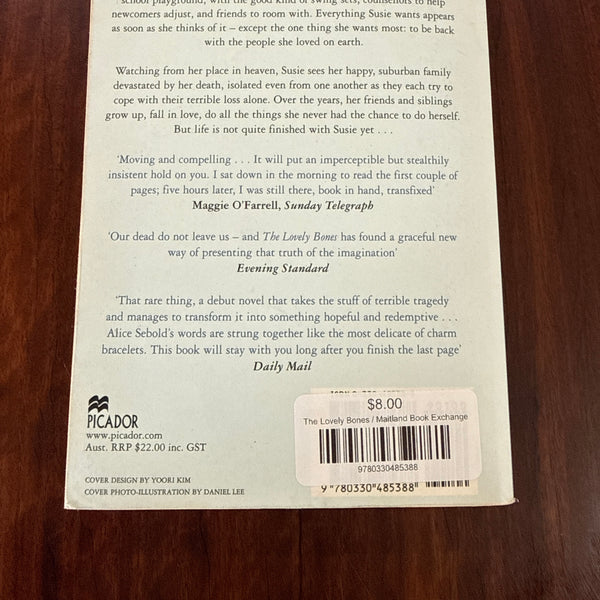 school playground, with the good kind of swing sets, counsellors to help
newcomers adjust, and friends to room with. Everything Susie wants appears
as soon as she thinks of it – except the one thing she wants most: to be back
with the people she loved on earth.
Watching from her place in heaven, Susie sees her happy, suburban family
devastated by her death, isolated even from one another as they each try to
cope with their terrible loss alone. Over the years, her friends and siblings
grow up, fall in love, do all the things she never had the chance to do herself.
But life is not quite finished with Susie yet . . .
‘Moving and compelling . . . It will put an imperceptible but stealthily
insistent hold on you. I sat down in the morning to read the first couple of
pages; five hours later, I was still there, book in hand, transfixed’
Maggie O’Farrell, Sunday Telegraph
‘Our dead do not leave us – and The Lovely Bones has found a graceful new
way of presenting that truth of the imagination’
Evening Standard
‘That rare thing, a debut novel that takes the stuff of terrible tragedy
and manages to transform it into something hopeful and redemptive . . .
Alice Sebold’s words are strung together like the most delicate of charm
bracelets. This book will stay with you long after you finish the last page’
Daily Mail
PICADOR
www.picador.com
Aust. RRP $22.00 inc. GST
COVER DESIGN BY YOORI KIM
COVER PHOTO-ILLUSTRATION BY DANIEL LEE
$8.00
The Lovely Bones / Maitland Book Exchange
9780330485388
9 780330 485388